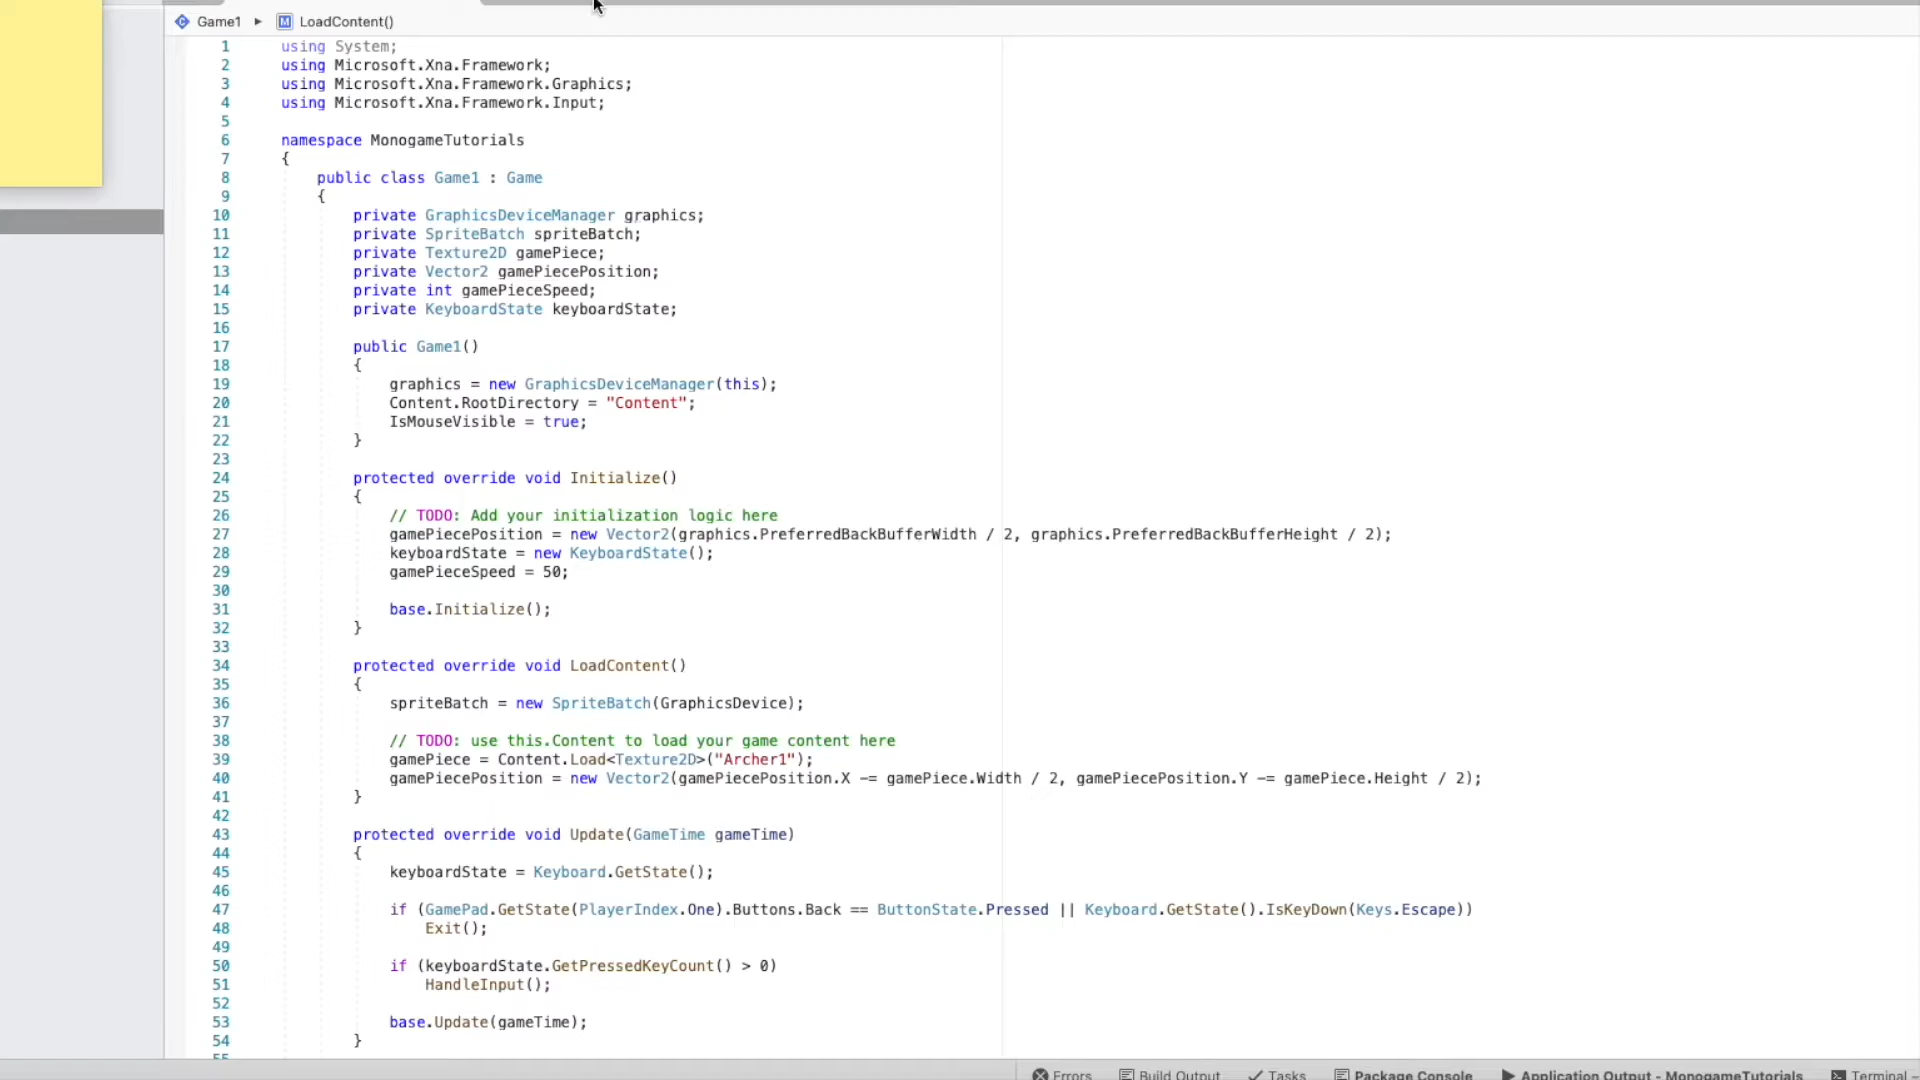 Game1 ▸ M LoadContent()
1 using System;
2 using Microsoft.Xna.Framework;
3 using Microsoft.Xna.Framework.Graphics;
4 using Microsoft.Xna.Framework.Input;
5
6 namespace MonogameTutorials
7 {
8 public class Game1 : Game
9 {
10 private GraphicsDeviceManager graphics;
11 private SpriteBatch spriteBatch;
12 private Texture2D gamePiece;
13 private Vector2 gamePiecePosition;
14 private int gamePieceSpeed;
15 private KeyboardState keyboardState;
16
17 public Game1()
18 {
19 graphics = new GraphicsDeviceManager(this);
20 Content.RootDirectory = "Content";
21 IsMouseVisible = true;
22 }
23
24 protected override void Initialize()
25 {
26 // TODO: Add your initialization logic here
27 gamePiecePosition = new Vector2(graphics.PreferredBackBufferWidth / 2, graphics.PreferredBackBufferHeight / 2);
28 keyboardState = new KeyboardState();
29 gamePieceSpeed = 50;
30
31 base.Initialize();
32 }
33
34 protected override void LoadContent()
35 {
36 spriteBatch = new SpriteBatch(GraphicsDevice);
37
38 // TODO: use this.Content to load your game content here
39 gamePiece = Content.Load<Texture2D>("Archer1");
40 gamePiecePosition = new Vector2(gamePiecePosition.X -= gamePiece.Width / 2, gamePiecePosition.Y -= gamePiece.Height / 2);
41 }
42
43 protected override void Update(GameTime gameTime)
44 {
45 keyboardState = Keyboard.GetState();
46
47 if (GamePad.GetState(PlayerIndex.One).Buttons.Back == ButtonState.Pressed || Keyboard.GetState().IsKeyDown(Keys.Escape))
48 Exit();
49
50 if (keyboardState.GetPressedKeyCount() > 0)
51 HandleInput();
52
53 base.Update(gameTime);
54 }
55
Errors Build Output Tasks Package Console Application Output - MonogameTutorials Terminal –